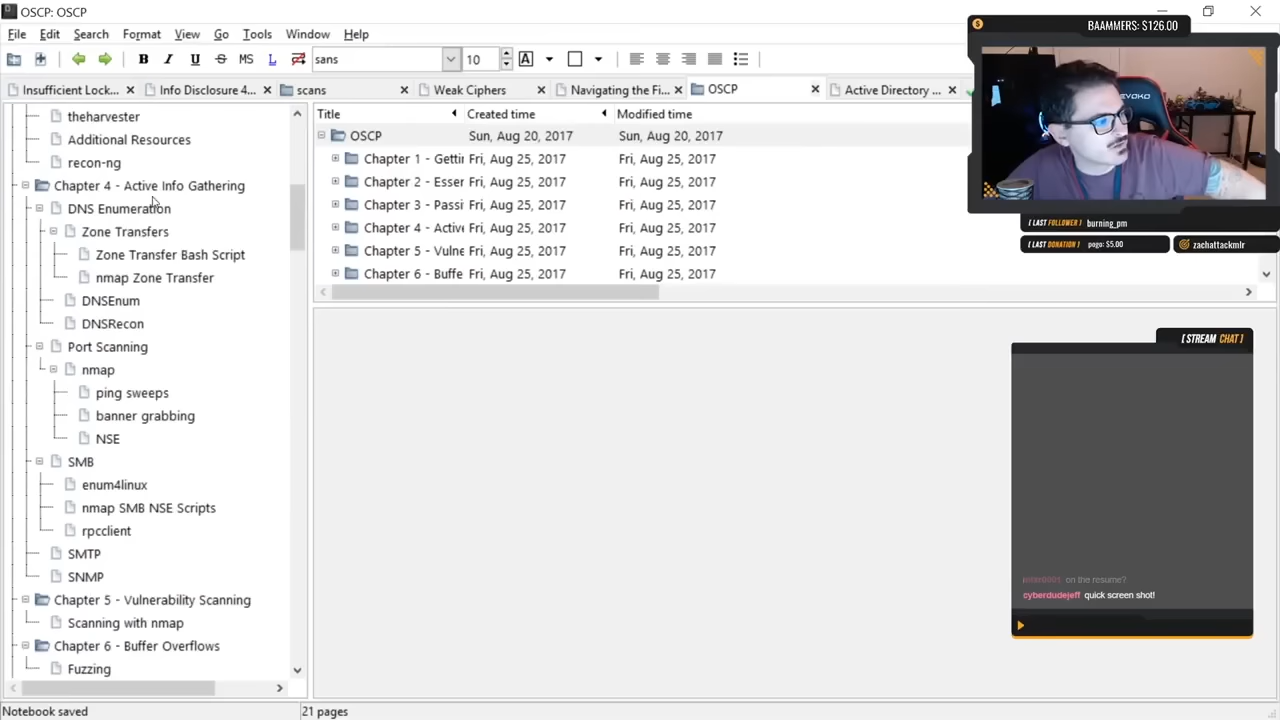 OSCP: OSCP
File Edit Search Format View Go Tools Window Help
B I U S MS L sans 10 A
Insufficient Lock... Info Disclosure 4... scans Weak Ciphers Navigating the Fi... OSCP Active Directory ...
theharvester
Additional Resources
recon-ng
Chapter 4 - Active Info Gathering
DNS Enumeration
Zone Transfers
Zone Transfer Bash Script
nmap Zone Transfer
DNSEnum
DNSRecon
Port Scanning
nmap
ping sweeps
banner grabbing
NSE
SMB
enum4linux
nmap SMB NSE Scripts
rpcclient
SMTP
SNMP
Chapter 5 - Vulnerability Scanning
Scanning with nmap
Chapter 6 - Buffer Overflows
Fuzzing
Title Created time Modified time
OSCP Sun, Aug 20, 2017 Sun, Aug 20, 2017
Chapter 1 - Getti Fri, Aug 25, 2017 Fri, Aug 25, 2017
Chapter 2 - Esser Fri, Aug 25, 2017 Fri, Aug 25, 2017
Chapter 3 - Passi Fri, Aug 25, 2017 Fri, Aug 25, 2017
Chapter 4 - Activ Fri, Aug 25, 2017 Fri, Aug 25, 2017
Chapter 5 - Vulne Fri, Aug 25, 2017 Fri, Aug 25, 2017
Chapter 6 - Buffe Fri, Aug 25, 2017 Fri, Aug 25, 2017
BAAMMERS: $126.00
EVOKO
[ LAST FOLLOWER ] burning_pm
[ LAST DONATION ] pogo: $5.00 zachattackmlr
[ STREAM CHAT ]
on the resume?
cyberdudejeff quick screen shot!
Notebook saved 21 pages